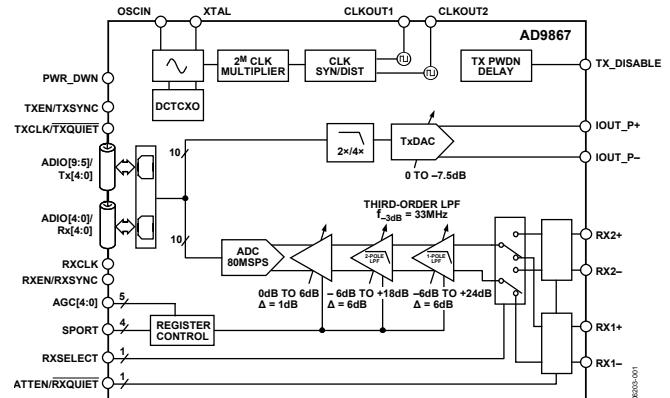 OSCIN
XTAL
CLKOUT1
CLKOUT2
AD9867
2M CLK
MULTIPLIER
CLK
SYN/DIST
TX PWDN
DELAY
TX_DISABLE
PWR_DWN
DCTCXO
TXEN/TXSYNC
TXCLK/TXQUIET
10
2×/4×
TxDAC
0 TO –7.5dB
IOUT_P+
IOUT_P–
ADIO[9:5]/
Tx[4:0]
ADIO[4:0]/
Rx[4:0]
10
THIRD-ORDER LPF
f–3dB = 33MHz
ADC
80MSPS
2-POLE
LPF
1-POLE
LPF
RX2+
RX2–
RXCLK
RXEN/RXSYNC
0dB TO 6dB
Δ = 1dB
– 6dB TO +18dB
Δ = 6dB
–6dB TO +24dB
Δ = 6dB
AGC[4:0]
5
SPORT
4
REGISTER
CONTROL
RX1+
RX1–
RXSELECT
1
ATTEN/RXQUIET
1
06203-001